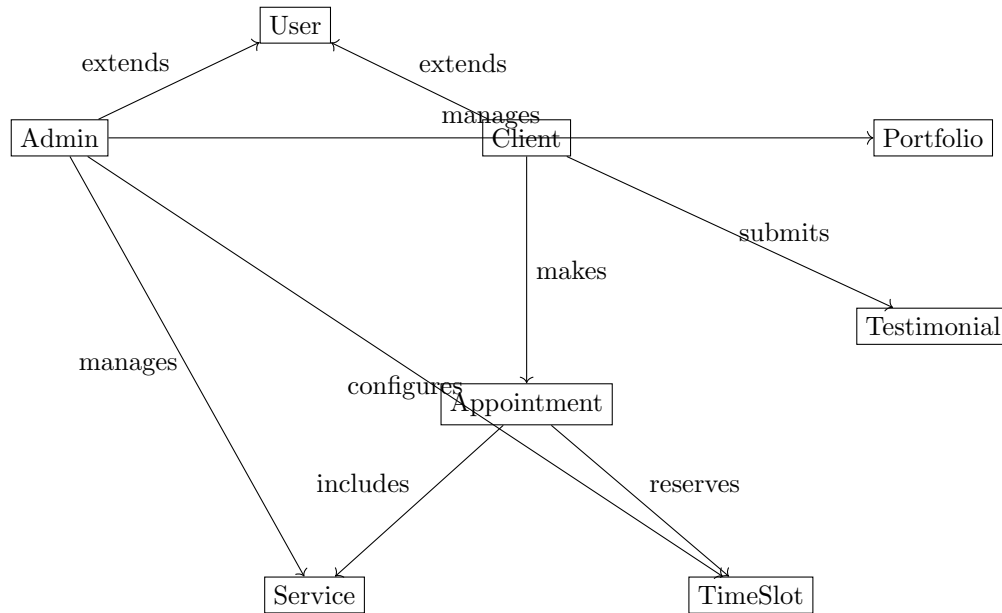 User
extends
extends
manages
Admin
Client
Portfolio
submits
makes
Testimonial
manages
configures
Appointment
includes
reserves
Service
TimeSlot